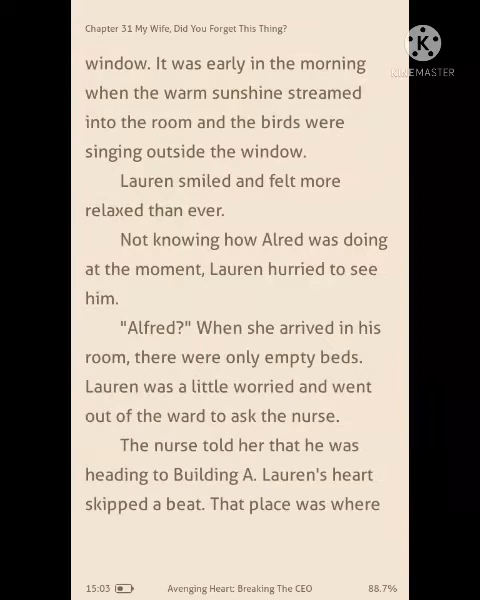 Chapter 31 My Wife, Did You Forget This Thing?
K
KINEMASTER
window. It was early in the morning
when the warm sunshine streamed
into the room and the birds were
singing outside the window.
Lauren smiled and felt more
relaxed than ever.
Not knowing how Alred was doing
at the moment, Lauren hurried to see
him.
"Alfred?" When she arrived in his
room, there were only empty beds.
Lauren was a little worried and went
out of the ward to ask the nurse.
The nurse told her that he was
heading to Building A. Lauren's heart
skipped a beat. That place was where
15:03 Avenging Heart: Breaking The CEO 88.7%